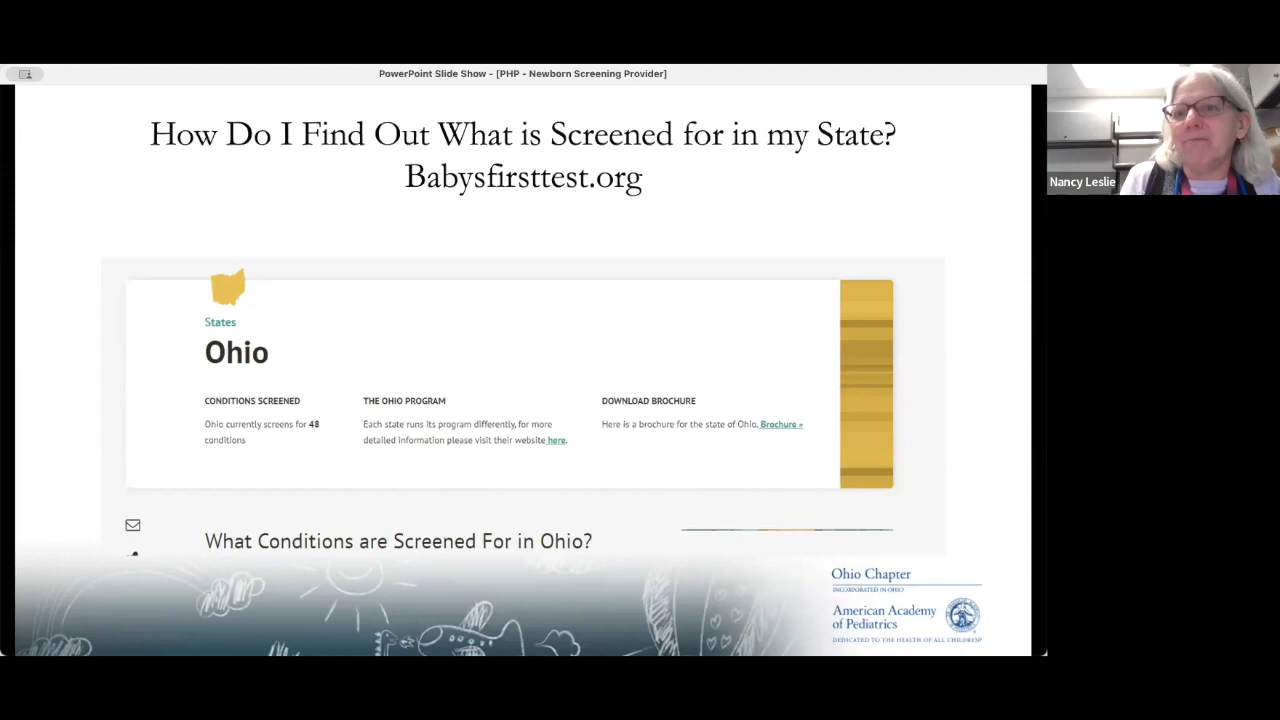 PowerPoint Slide Show - [PHP - Newborn Screening Provider]
How Do I Find Out What is Screened for in my State?
Babysfirsttest.org
States
Ohio
CONDITIONS SCREENED
Ohio currently screens for 48
conditions
THE OHIO PROGRAM
Each state runs its program differently, for more
detailed information please visit their website here.
DOWNLOAD BROCHURE
Here is a brochure for the state of Ohio. Brochure »
What Conditions are Screened For in Ohio?
Ohio Chapter
INCORPORATED IN OHIO
American Academy
of Pediatrics
DEDICATED TO THE HEALTH OF ALL CHILDREN®
Nancy Leslie